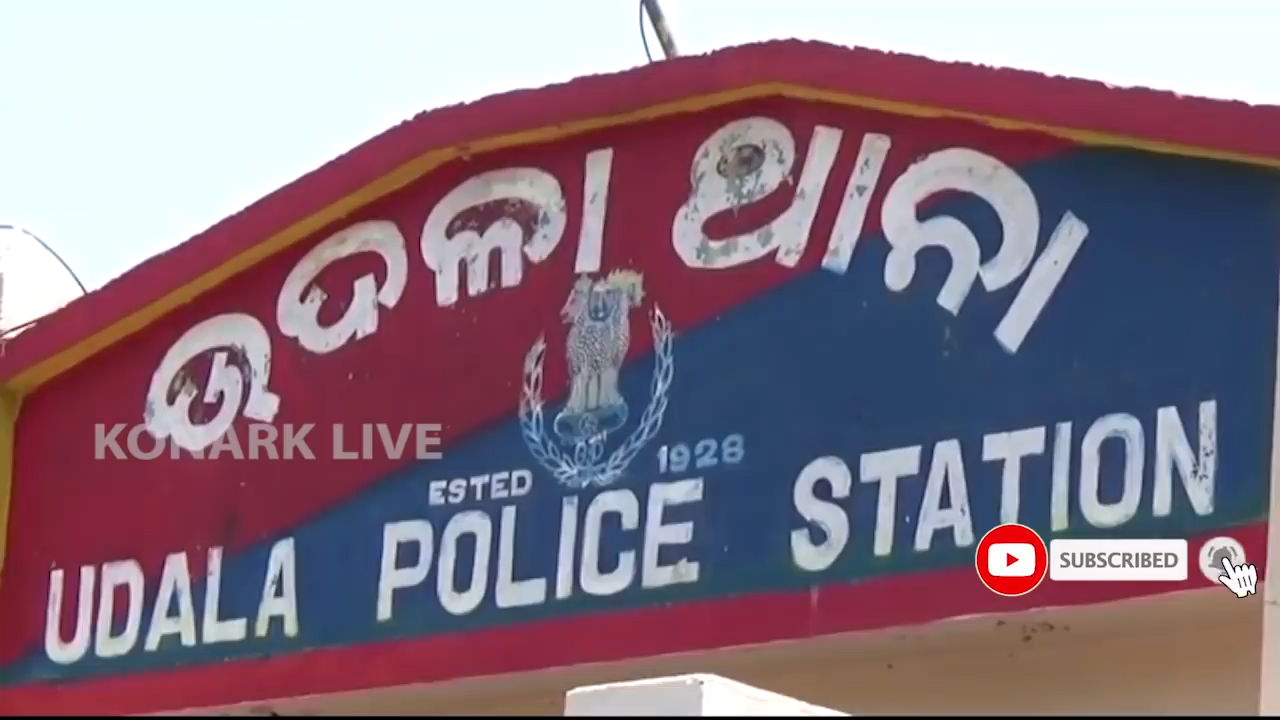 ଉଦଳା ଥାନା
ESTED 1928
UDALA POLICE STATION
KONARK LIVE
SUBSCRIBED